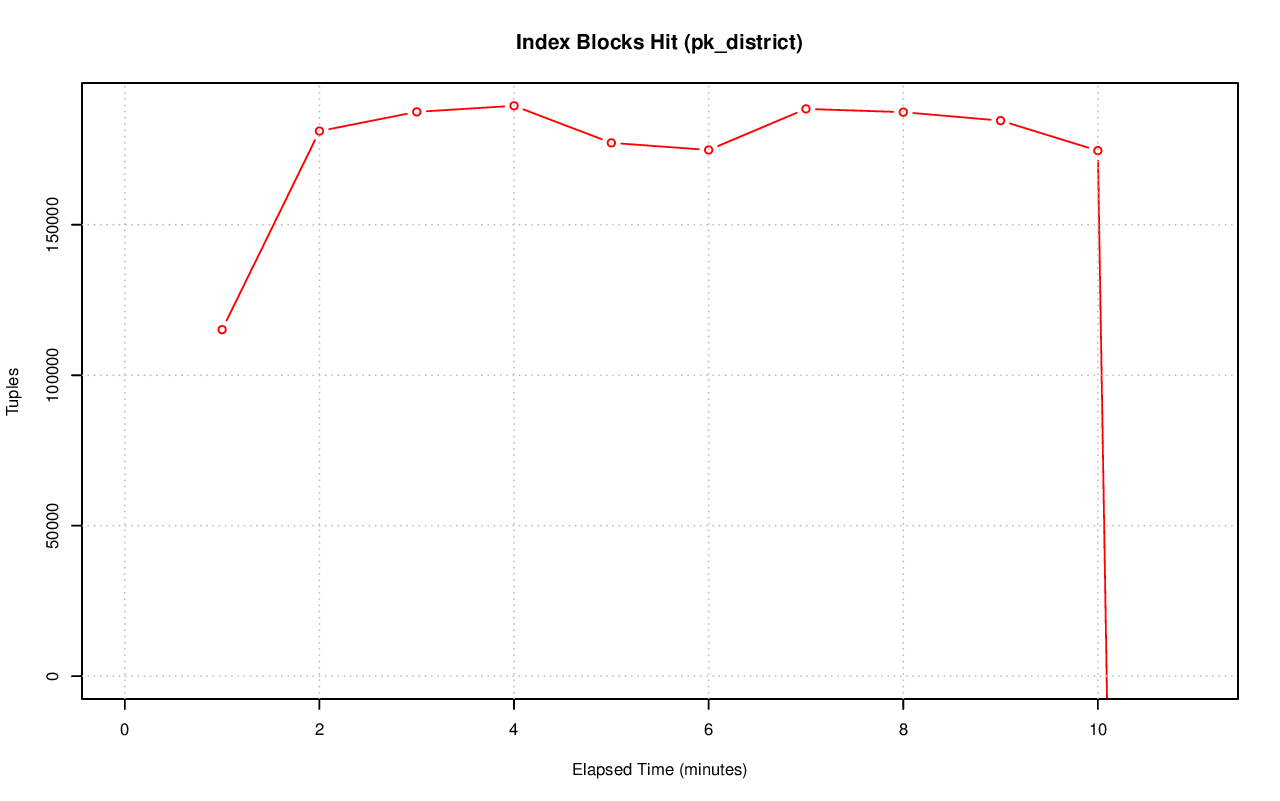 Index Blocks Hit (pk_district)
Tuples
150000
100000
50000
0
0 2 4 6 8 10
Elapsed Time (minutes)